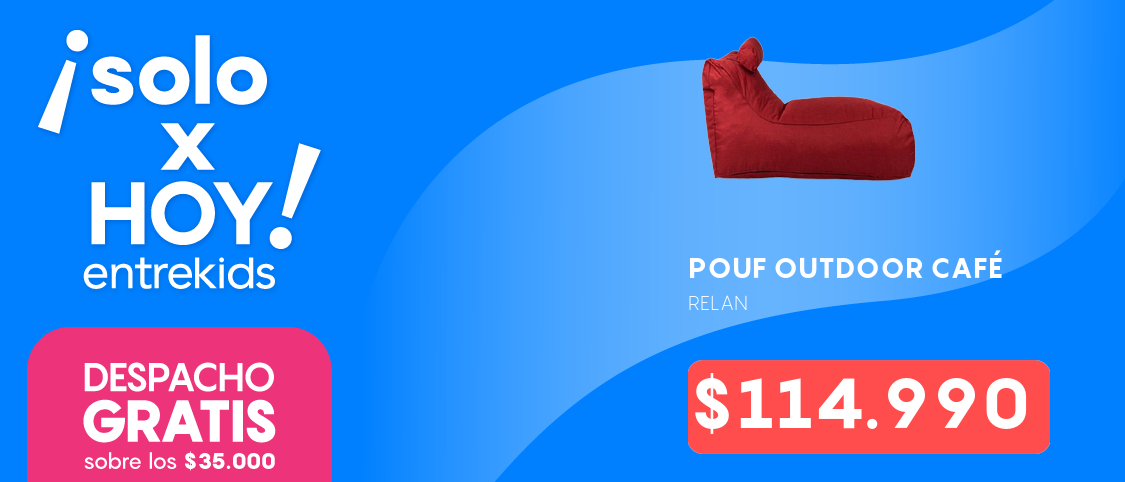 ¡solo
x
HOY!
entrekids
DESPACHO
GRATIS
sobre los $35.000
POUF OUTDOOR CAFÉ
RELAN
$114.990